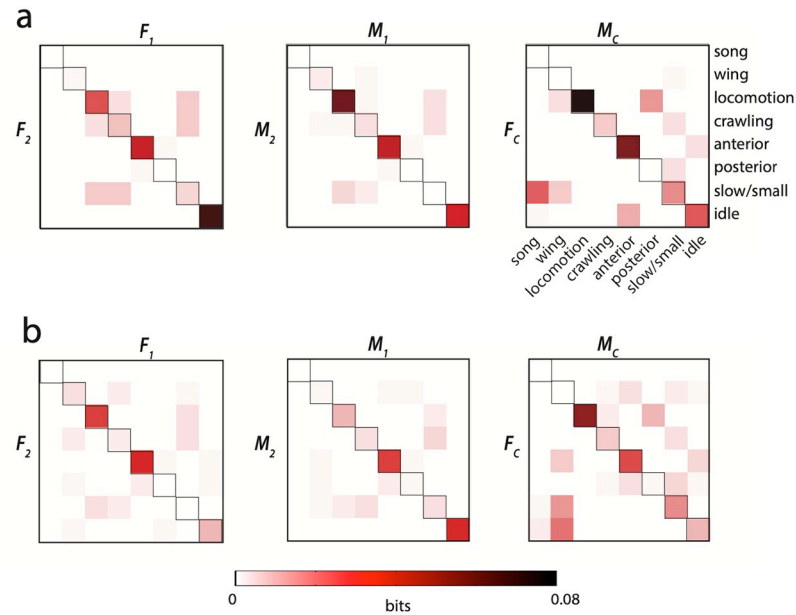 a
F1 M1 MC
F2 M2 FC
song
wing
locomotion
crawling
anterior
posterior
slow/small
idle
song wing locomotion crawling anterior posterior slow/small idle
b
F1 M1 MC
F2 M2 FC
0 0.08
bits